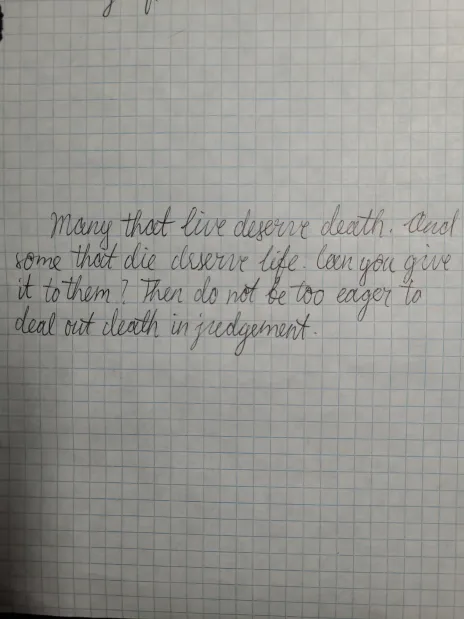 Many that live deserve death. And
some that die deserve life. Can you give
it to them? Then do not be too eager to
deal out death in judgement.